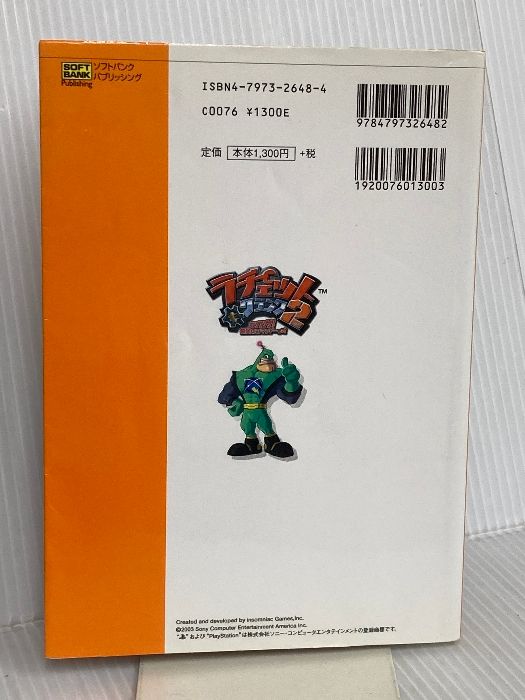 SOFT
BANK
Publishing
ソフトバンク
パブリッシング
ISBN4-7973-2648-4
C0076 ¥1300E
定価 本体1,300円 +税
9784797326482
1920076013003
ラチェット
クランク2
TM
Created and developed by Insomniac Games,Inc.
©2003 Sony Computer Entertainment America Inc.
および"PlayStation"は株式会社ソニー・コンピュータエンタテインメントの登録商標です。